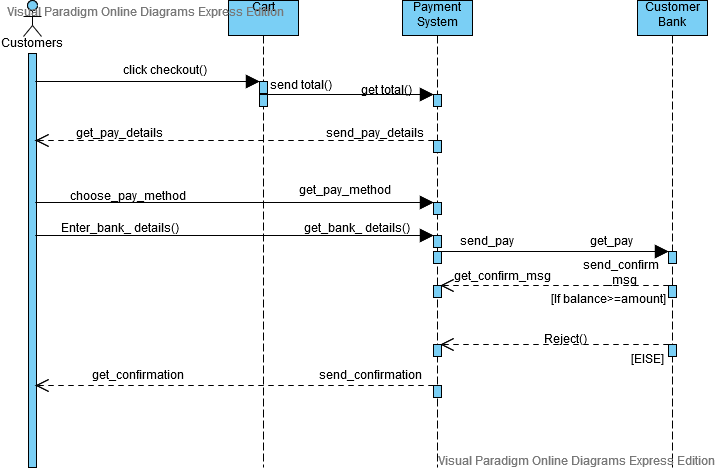 Visual Paradigm Online Diagrams Express Edition
Cart
Payment
System
Customer
Bank
Customers
click checkout()
send total()
get total()
get_pay_details
send_pay_details
choose_pay_method
get_pay_method
Enter_bank_ details()
get_bank_ details()
send_pay
get_pay
send_confirm
msg
get_confirm_msg
[If balance>=amount]
Reject()
[ElSE]
get_confirmation
send_confirmation
Visual Paradigm Online Diagrams Express Edition